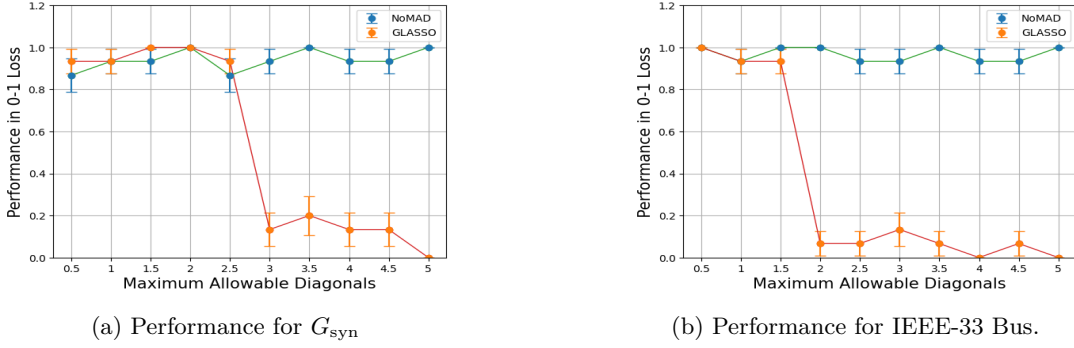 1.2
1.0
0.8
0.6
0.4
0.2
0.0
Performance in 0-1 Loss
0.5 1 1.5 2 2.5 3 3.5 4 4.5 5
Maximum Allowable Diagonals
NoMAD
GLASSO
(a) Performance for G_syn
1.2
1.0
0.8
0.6
0.4
0.2
0.0
Performance in 0-1 Loss
0.5 1 1.5 2 2.5 3 3.5 4 4.5 5
Maximum Allowable Diagonals
NoMAD
GLASSO
(b) Performance for IEEE-33 Bus.